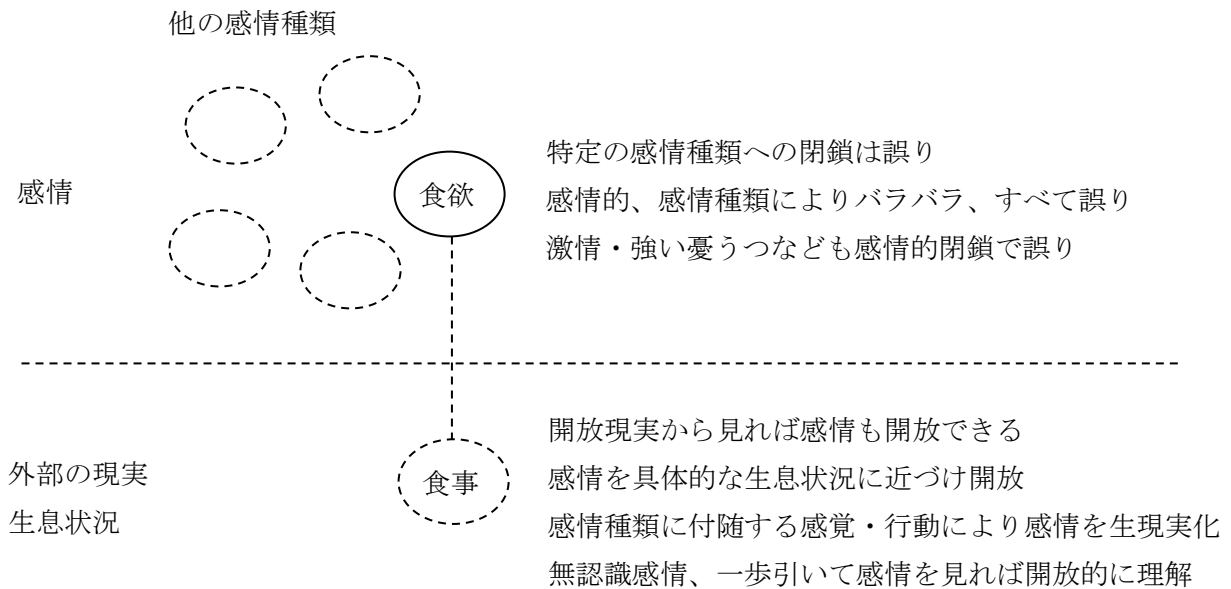 他の感情種類
感情
食欲
特定の感情種類への閉鎖は誤り
感情的、感情種類によりバラバラ、すべて誤り
激情・強い憂うつなども感情的閉鎖で誤り
外部の現実
生息状況
食事
開放現実から見れば感情も開放できる
感情を具体的な生息状況に近づけ開放
感情種類に付随する感覚・行動により感情を生現実化
無認識感情、一歩引いて感情を見れば開放的に理解